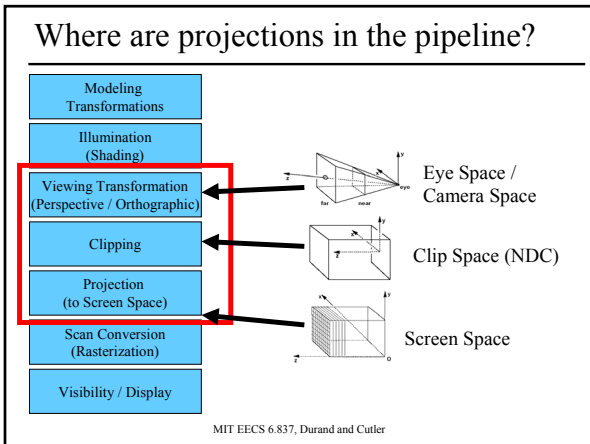 Where are projections in the pipeline?
Modeling
Transformations
Illumination
(Shading)
Viewing Transformation
(Perspective / Orthographic)
Clipping
Projection
(to Screen Space)
Scan Conversion
(Rasterization)
Visibility / Display
y
x
z
eye
far
near
Eye Space /
Camera Space
y
x
z
Clip Space (NDC)
x
y
z
0
Screen Space
MIT EECS 6.837, Durand and Cutler